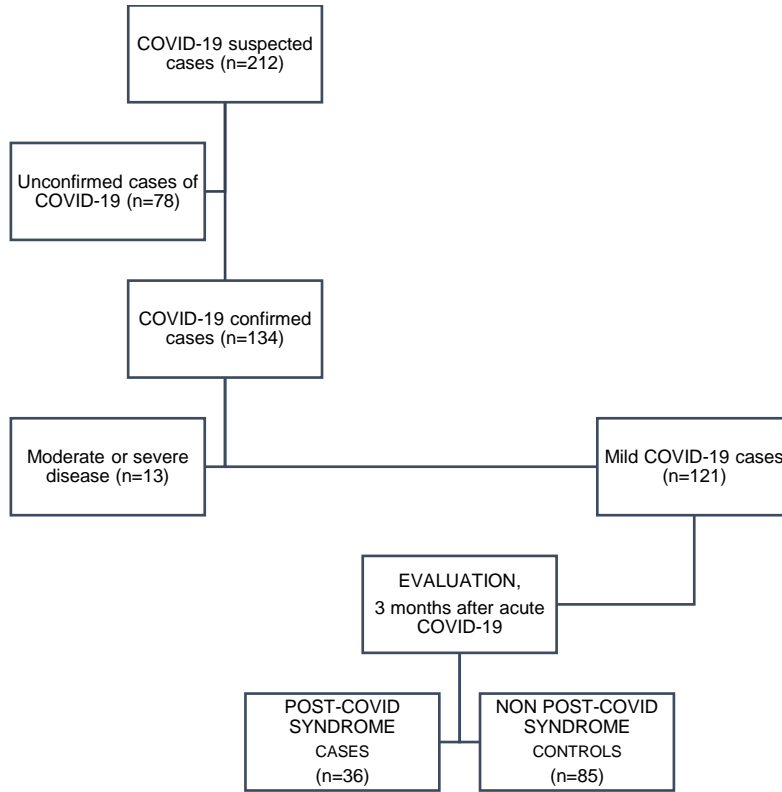 COVID-19 suspected
cases (n=212)
Unconfirmed cases of
COVID-19 (n=78)
COVID-19 confirmed
cases (n=134)
Moderate or severe
disease (n=13)
Mild COVID-19 cases
(n=121)
EVALUATION,
3 months after acute
COVID-19
POST-COVID
SYNDROME
CASES
(n=36)
NON POST-COVID
SYNDROME
CONTROLS
(n=85)